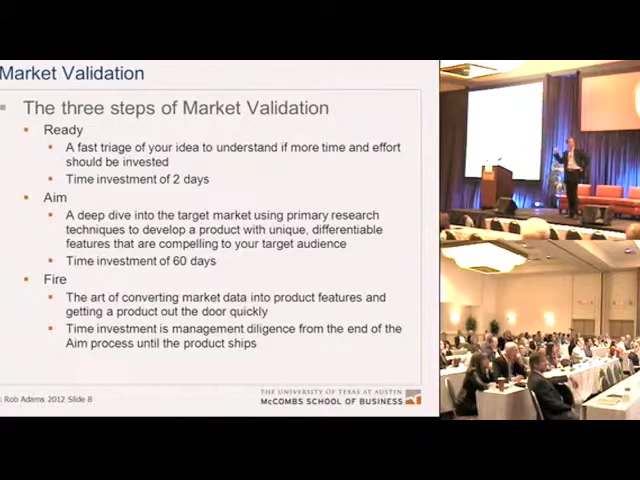 Market Validation
The three steps of Market Validation
Ready
A fast triage of your idea to understand if more time and effort
should be invested
Time investment of 2 days
Aim
A deep dive into the target market using primary research
techniques to develop a product with unique, differentiable
features that are compelling to your target audience
Time investment of 60 days
Fire
The art of converting market data into product features and
getting a product out the door quickly
Time investment is management diligence from the end of the
Aim process until the product ships
Rob Adams 2012 Slide 8
THE UNIVERSITY OF TEXAS AT AUSTIN
McCOMBS SCHOOL OF BUSINESS